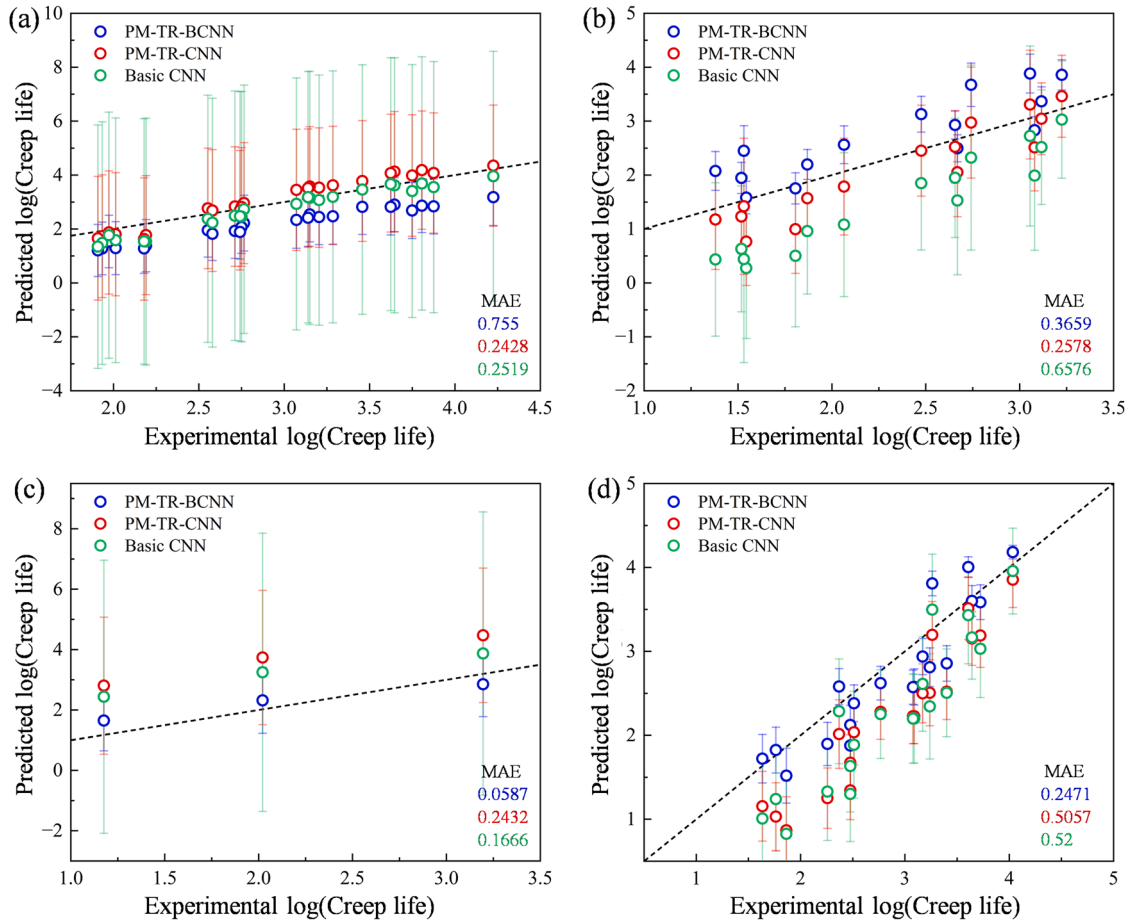 (a)
10
8
6
4
2
0
−2
−4
Predicted log(Creep life)
PM-TR-BCNN
PM-TR-CNN
Basic CNN
MAE
0.755
0.2428
0.2519
2.0 2.5 3.0 3.5 4.0 4.5
Experimental log(Creep life)
(b)
5
4
3
2
1
0
−1
−2
Predicted log(Creep life)
PM-TR-BCNN
PM-TR-CNN
Basic CNN
MAE
0.3659
0.2578
0.6576
1.0 1.5 2.0 2.5 3.0 3.5
Experimental log(Creep life)
(c)
8
6
4
2
0
−2
Predicted log(Creep life)
PM-TR-BCNN
PM-TR-CNN
Basic CNN
MAE
0.0587
0.2432
0.1666
1.0 1.5 2.0 2.5 3.0 3.5
Experimental log(Creep life)
(d)
5
4
3
2
1
Predicted log(Creep life)
PM-TR-BCNN
PM-TR-CNN
Basic CNN
MAE
0.2471
0.5057
0.52
1 2 3 4 5
Experimental log(Creep life)